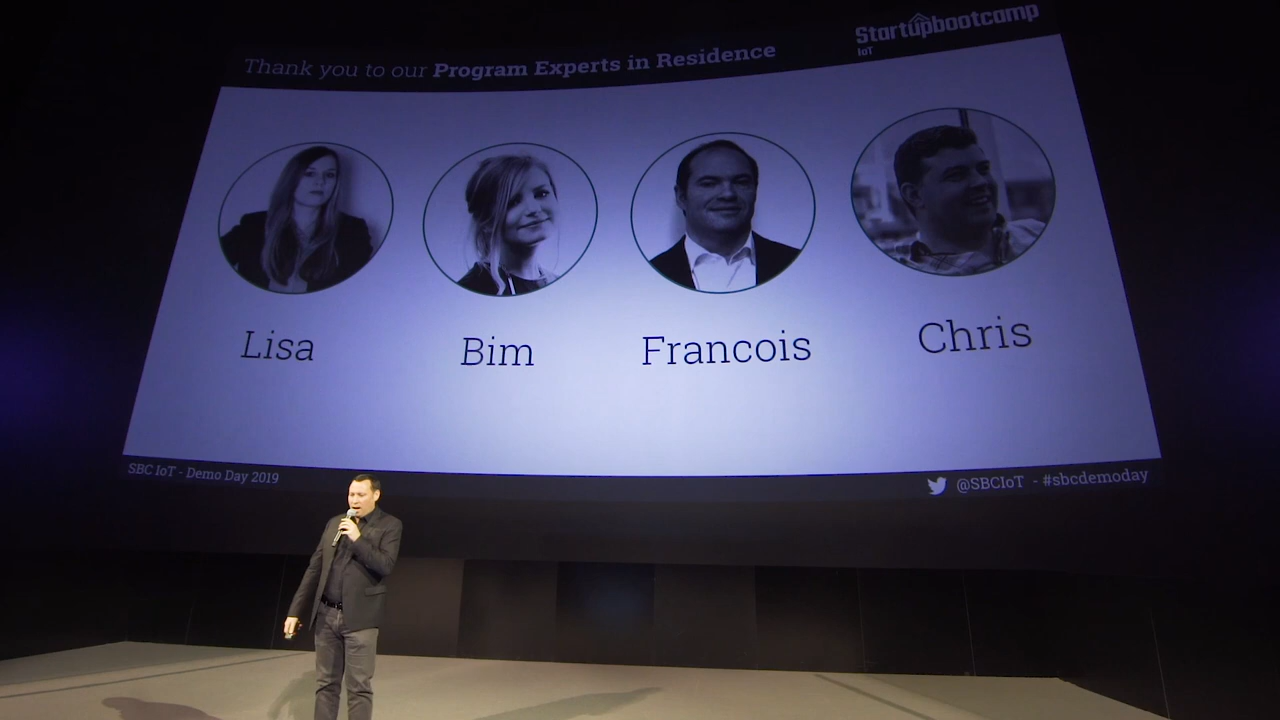 Thank you to our Program Experts in Residence
Startupbootcamp
IoT
Lisa
Bim
Francois
Chris
SBC IoT - Demo Day 2019
@SBCIoT - #sbcdemoday